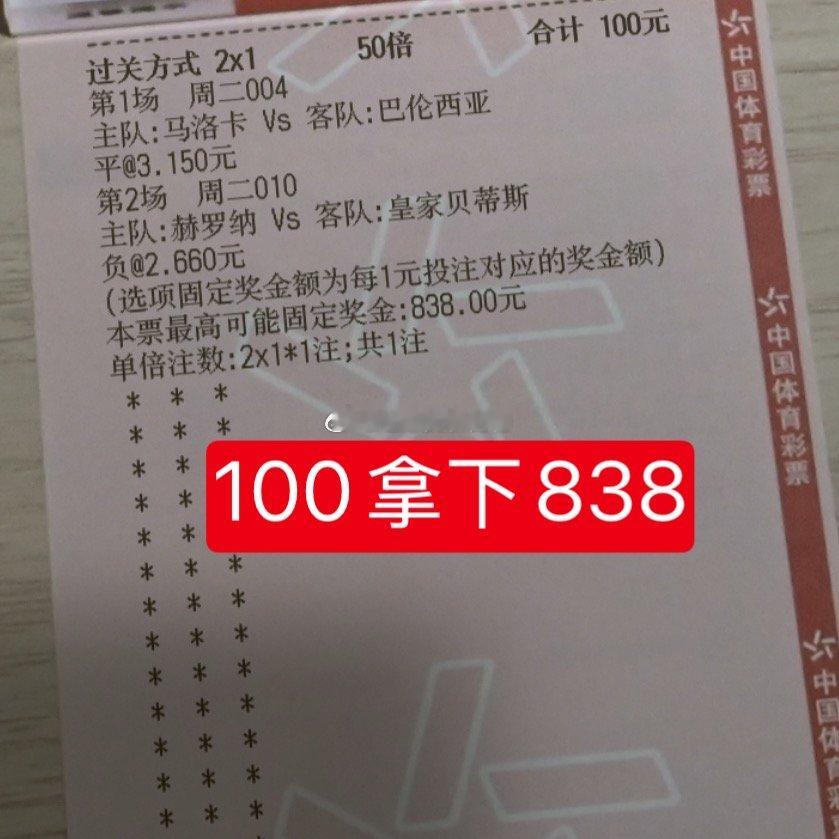 过关方式 2x1 50倍 合计 100元
第1场 周二004
主队:马洛卡 Vs 客队:巴伦西亚
平@3.150元
第2场 周二010
主队:赫罗纳 Vs 客队:皇家贝蒂斯
负@2.660元
(选项固定奖金额为每1元投注对应的奖金额)
本票最高可能固定奖金:838.00元
单倍注数:2x1*1注;共1注
* * *
* * *
* *
* *
* *
* * *
* * *
* * *
* * *
* * *
* * *
* * *
* * *
100拿下838
中国体育彩票
中国体育彩票
中国体育